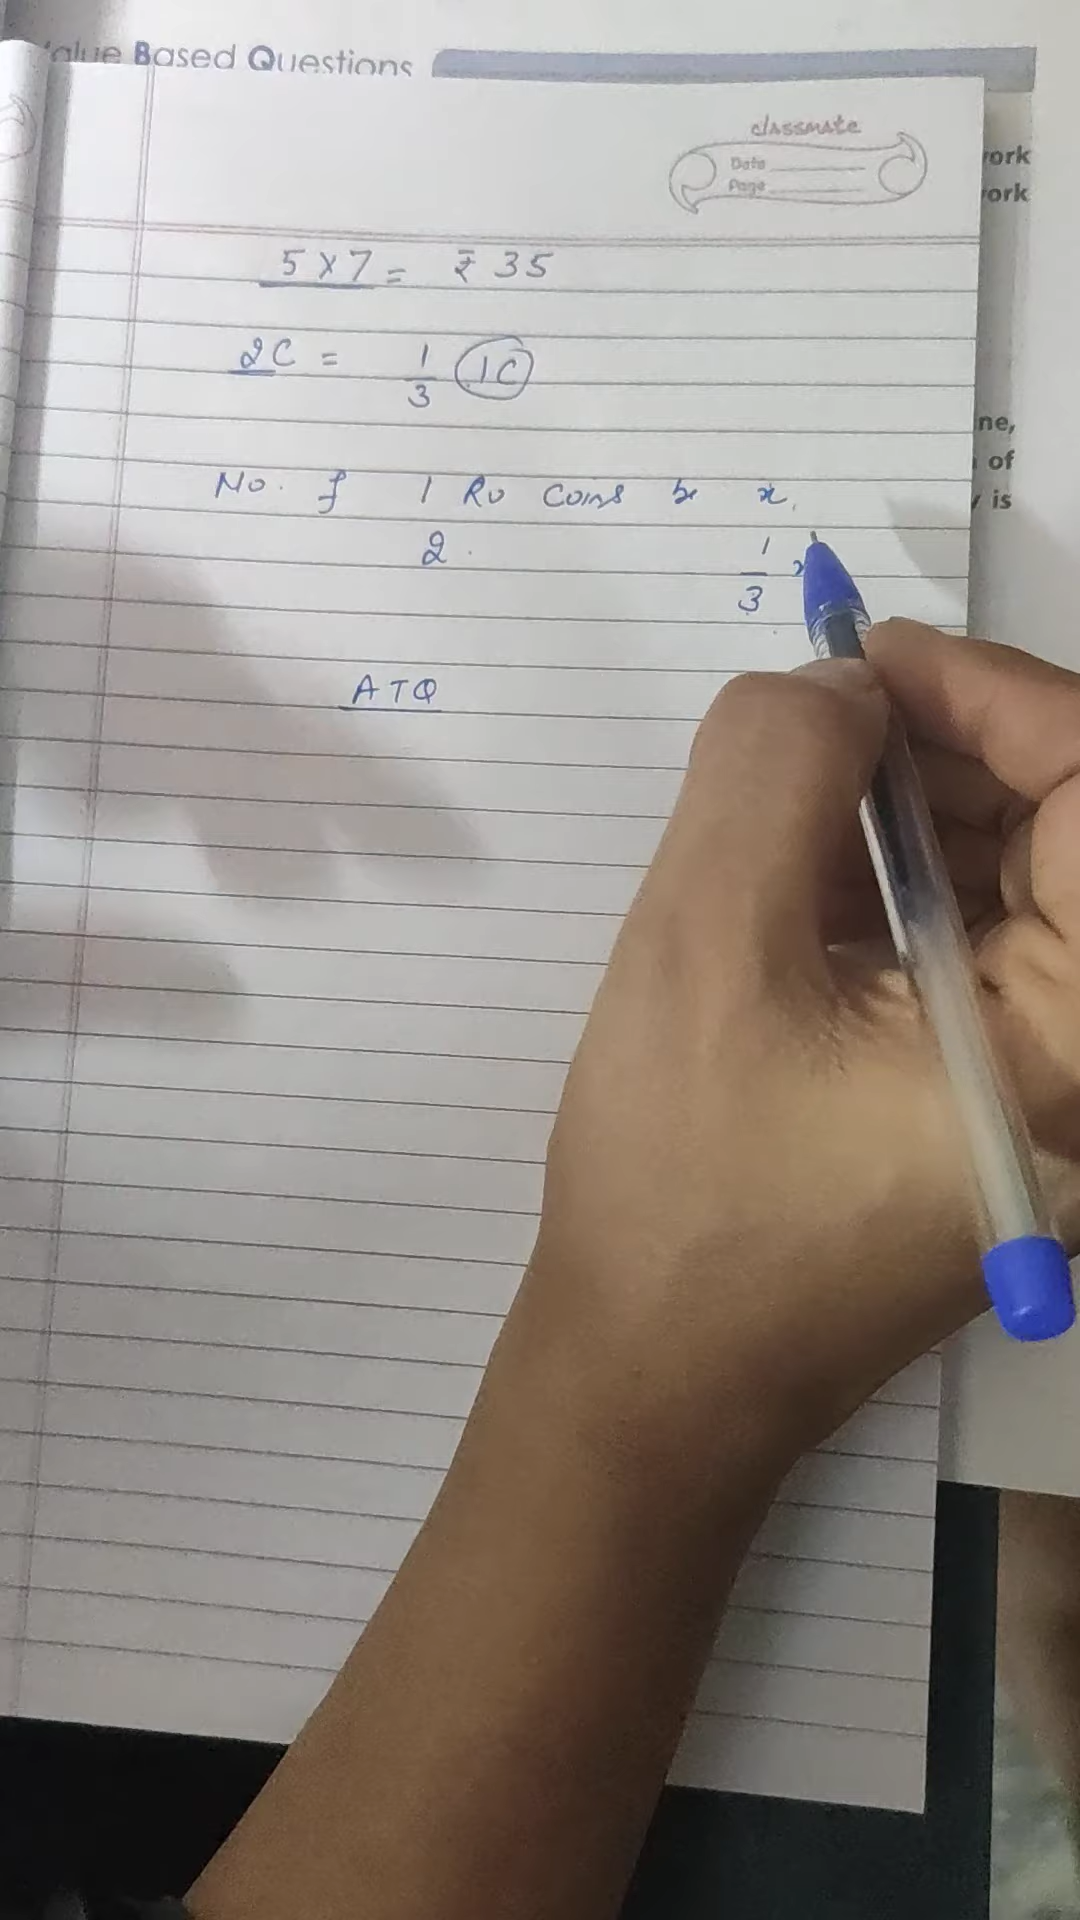 Value Based Questions
classmate
Date
Page
ork
ork
5 x 7 = ₹ 35
2C = 1/3 1C
ne,
of
is
No. of 1 Rs Coins be x.
2. 1/3 x
ATQ